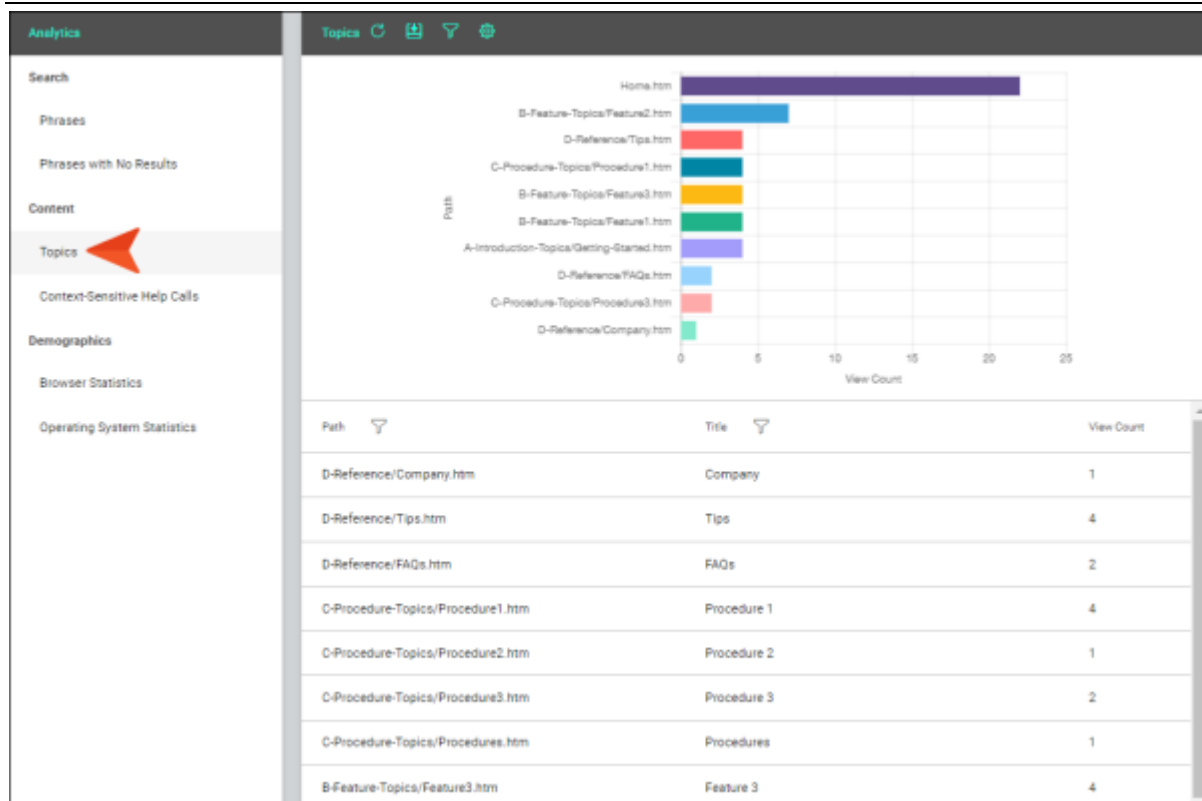 Analytics
Topics
Search
Phrases
Phrases with No Results
Content
Topics
Context-Sensitive Help Calls
Demographics
Browser Statistics
Operating System Statistics
Home.htm
B-Feature-Topics/Feature2.htm
D-Reference/Tips.htm
C-Procedure-Topics/Procedure1.htm
B-Feature-Topics/Feature3.htm
B-Feature-Topics/Feature1.htm
A-Introduction-Topics/Getting-Started.htm
D-Reference/FAQs.htm
C-Procedure-Topics/Procedure3.htm
D-Reference/Company.htm
Path
0 5 10 15 20 25
View Count
Path Title View Count
D-Reference/Company.htm Company 1
D-Reference/Tips.htm Tips 4
D-Reference/FAQs.htm FAQs 2
C-Procedure-Topics/Procedure1.htm Procedure 1 4
C-Procedure-Topics/Procedure2.htm Procedure 2 1
C-Procedure-Topics/Procedure3.htm Procedure 3 2
C-Procedure-Topics/Procedures.htm Procedures 1
B-Feature-Topics/Feature3.htm Feature 3 4